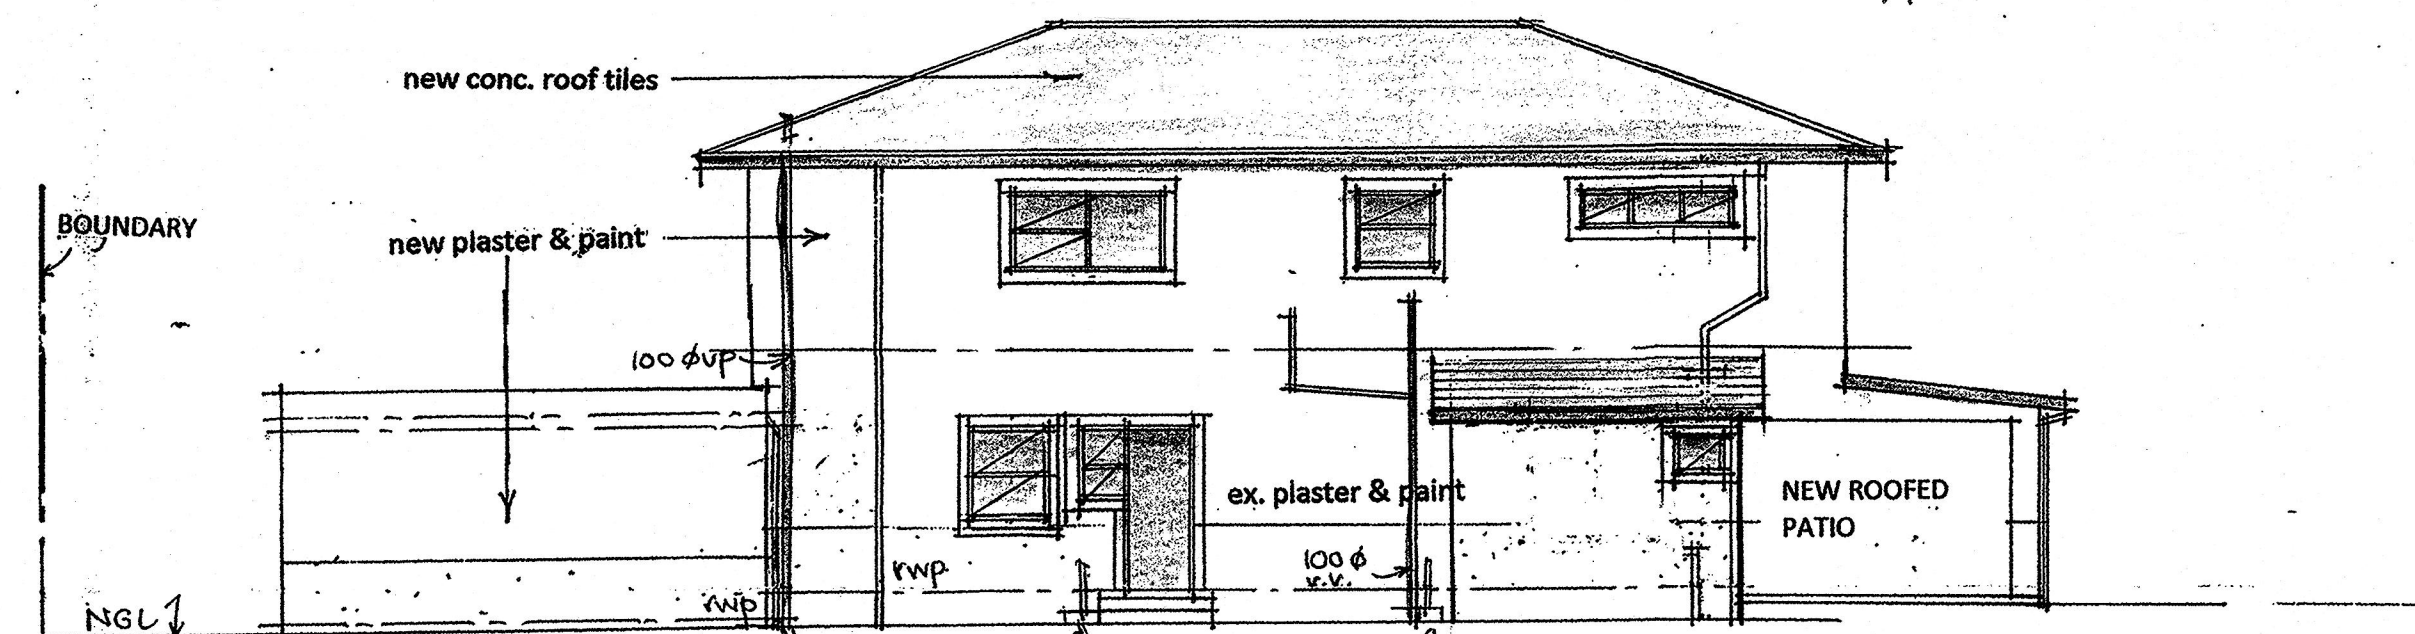 new conc. roof tiles
BOUNDARY
new plaster & paint
100 ϕ vp
ex. plaster & paint
NEW ROOFED
PATIO
rwp
100 ϕ
v.v.
rwp
NGL